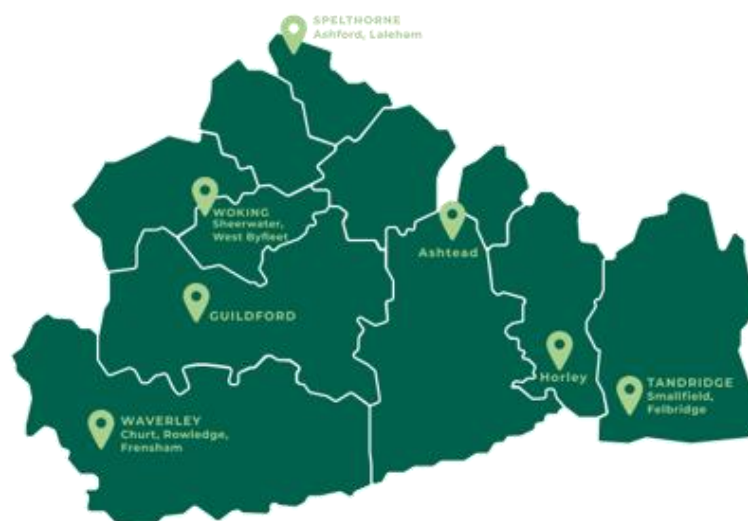 SPELTHORNE
Ashford, Laleham
WOKING
Sheerwater,
West Byfleet
Ashtead
GUILDFORD
Horley
TANDRIDGE
Smallfield,
Felbridge
WAVERLEY
Churt, Rowledge,
Frensham